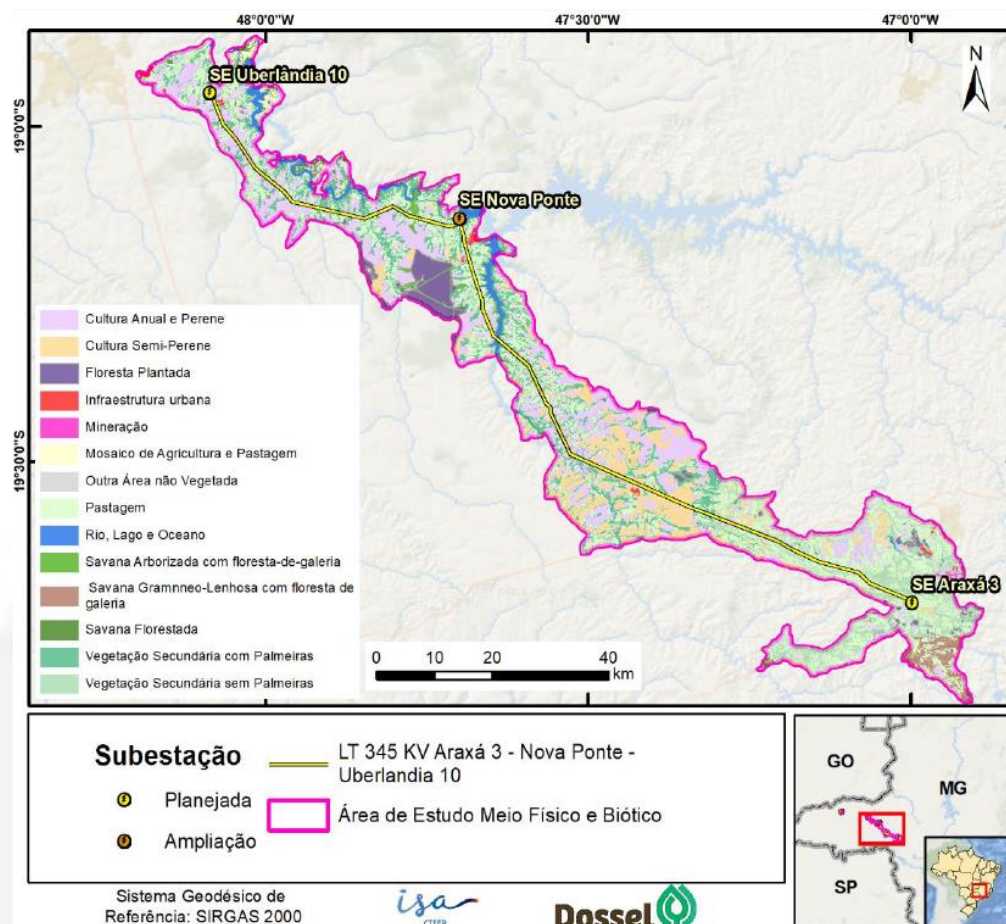 48°0'0"W 47°30'0"W 47°0'0"W
N
SE Uberlândia 10
19°0'0"S
SE Nova Ponte
19°30'0"S
SE Araxá 3
Cultura Anual e Perene
Cultura Semi-Perene
Floresta Plantada
Infraestrutura urbana
Mineração
Mosaico de Agricultura e Pastagem
Outra Área não Vegetada
Pastagem
Rio, Lago e Oceano
Savana Arborizada com floresta-de-galeria
Savana Gramnneo-Lenhosa com floresta de
galeria
Savana Florestada
Vegetação Secundária com Palmeiras
Vegetação Secundária sem Palmeiras
0 10 20 40
km
Subestação
Planejada
Ampliação
LT 345 KV Araxá 3 - Nova Ponte -
Uberlandia 10
Área de Estudo Meio Físico e Biótico
GO
MG
SP
Sistema Geodésico de
Referência: SIRGAS 2000
isa
CTEEP
Dossel